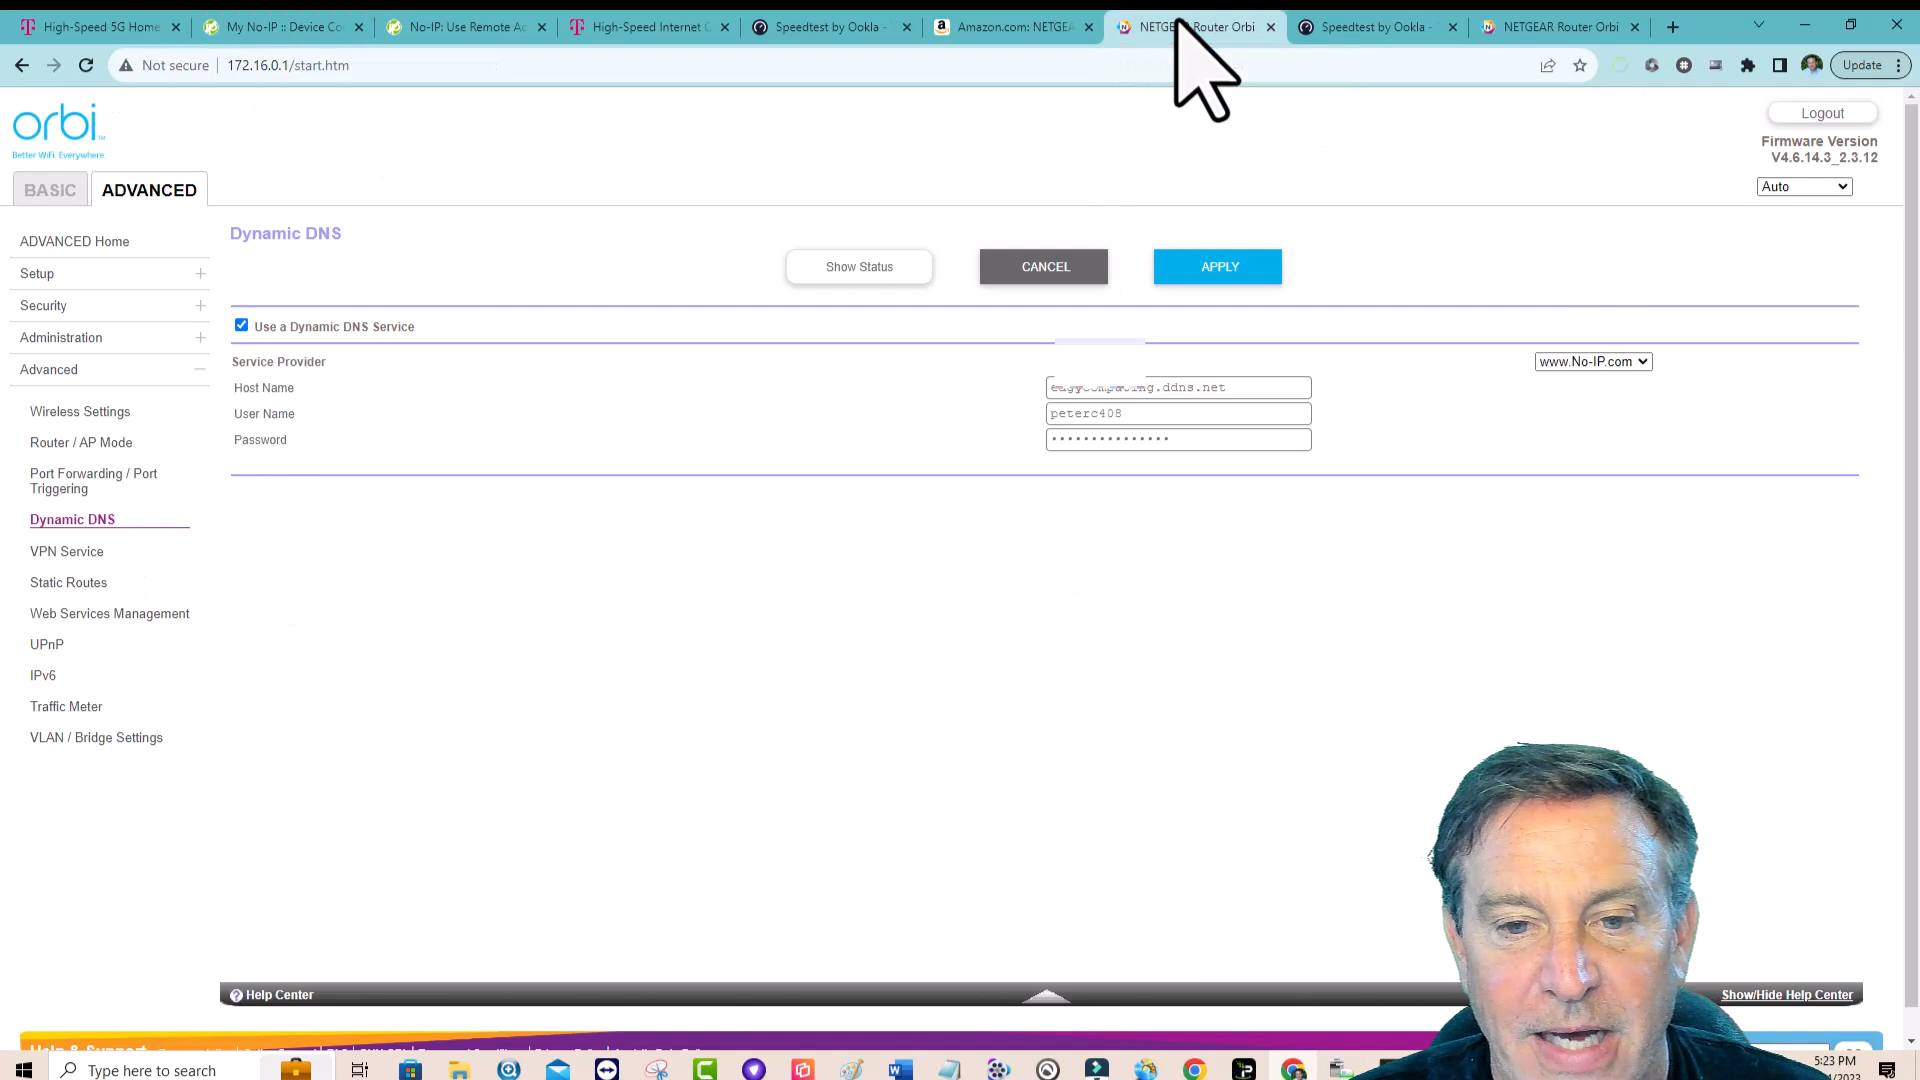 High-Speed 5G Home
My No-IP :: Device Co
No-IP: Use Remote Ac
High-Speed Internet
Speedtest by Ookla -
Amazon.com: NETGEA
Router Orbi
Speedtest by Ookla -
NETGEAR Router Orbi
Not secure 172.16.0.1/start.htm
Update
orbi
Better WiFi. Everywhere.
Logout
Firmware Version
V4.6.14.3_2.3.12
BASIC ADVANCED
Auto
ADVANCED Home
Setup
Security
Administration
Advanced
Wireless Settings
Router / AP Mode
Port Forwarding / Port
Triggering
Dynamic DNS
VPN Service
Static Routes
Web Services Management
UPnP
IPv6
Traffic Meter
VLAN / Bridge Settings
Dynamic DNS
Show Status CANCEL APPLY
Use a Dynamic DNS Service
Service Provider www.No-IP.com
Host Name .ddns.net
User Name peterc408
Password
Help Center Show/Hide Help Center
Type here to search
5:23 PM